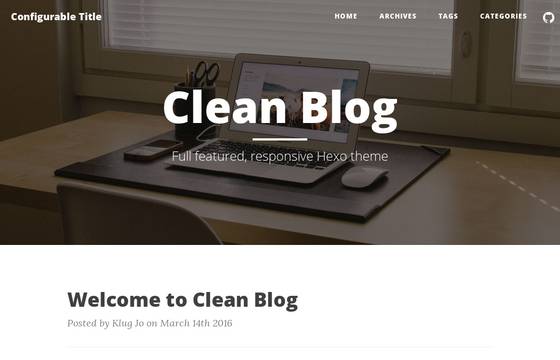 Configurable Title
HOME ARCHIVES TAGS CATEGORIES
Clean Blog
Full featured, responsive Hexo theme
Welcome to Clean Blog
Posted by Klug Jo on March 14th 2016